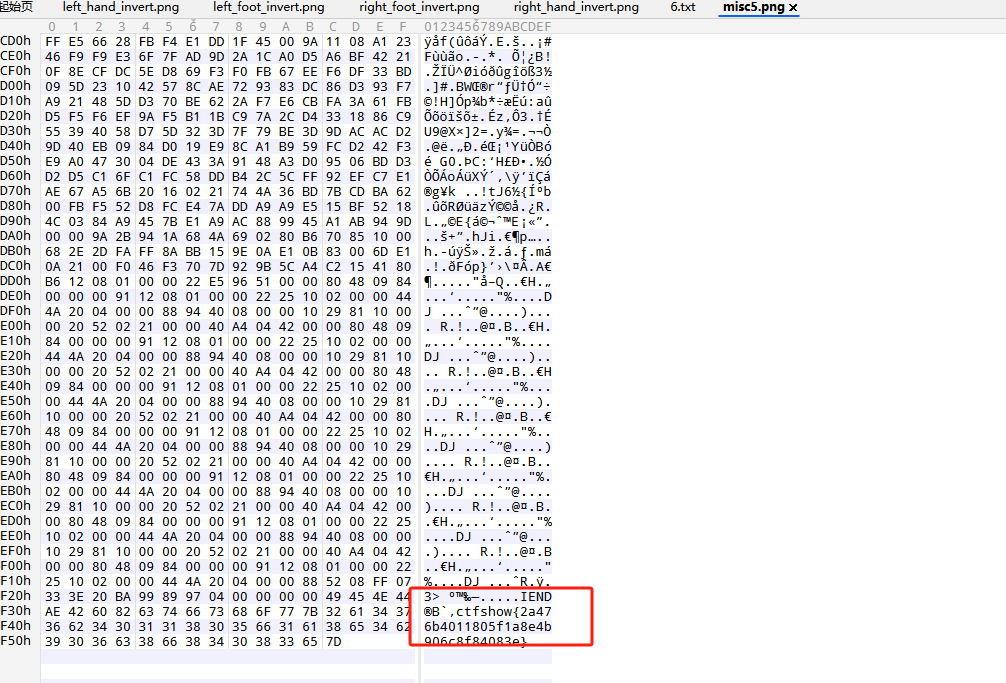 起始页 left_hand_invert.png left_foot_invert.png right_foot_invert.png right_hand_invert.png 6.txt misc5.png ×
0 1 2 3 4 5 6 7 8 9 A B C D E F 0123456789ABCDEF
CD0h FF E5 66 28 FB F4 E1 DD 1F 45 00 9A 11 08 A1 23 ÿåf(ûôáÝ.E.š..¡#
CE0h 46 F9 F9 E3 6F 7F AD 9D 2A 1C A0 D5 A6 BF 42 21 Fùùão.-.*. Õ¦¿B!
CF0h 0F 8E CF DC 5E D8 69 F3 F0 FB 67 EE F6 DF 33 BD .ŽÏÜ^Øióðûgîöß3½
D00h 09 5D 23 10 42 57 8C AE 72 93 83 DC 86 D3 93 F7 .]#.BWŒ®r“ƒÜ†Ó“÷
D10h A9 21 48 5D D3 70 BE 62 2A F7 E6 CB FA 3A 61 FB ©!H]Óp¾b*÷æËú:aû
D20h D5 F5 F6 EF 9A F5 B1 1B C9 7A 2C D4 33 18 86 C9 Õõöïšõ±.Éz,Ô3.†É
D30h 55 39 40 58 D7 5D 32 3D 7F 79 BE 3D 9D AC AC D2 U9@X×]2=.y¾=.¬¬Ò
D40h 9D 40 EB 09 84 D0 19 E9 8C A1 B9 59 FC D2 42 F3 .@ë.„Ð.éŒ¡¹YüÒBó
D50h E9 A0 47 30 04 DE 43 3A 91 48 A3 D0 95 06 BD D3 é G0.ÞC:‘H£Ð•.½Ó
D60h D2 D5 C1 6F C1 FC 58 DD B4 2C 5C FF 92 EF C7 E1 ÒÕÁoÁüXÝ´,\ÿ’ïÇá
D70h AE 67 A5 6B 20 16 02 21 74 4A 36 BD 7B CD BA 62 ®g¥k ..!tJ6½{Íºb
D80h 00 FB F5 52 D8 FC E4 7A DD A9 A9 E5 15 BF 52 18 .ûõRØüäzÝ©©å.¿R.
D90h 4C 03 84 A9 45 7B E1 A9 AC 88 99 45 A1 AB 94 9D L.„©E{á©¬ˆ™E¡«”.
DA0h 00 00 9A 2B 94 1A 68 4A 69 02 80 B6 70 85 10 00 ..š+”.hJi.€¶p…..
DB0h 68 2E 2D FA FF 8A BB 15 9E 0A E1 0B 83 00 6D E1 h.-úÿŠ».ž.á.ƒ.má
DC0h 0A 21 00 F0 46 F3 70 7D 92 9B 5C A4 C2 15 41 80 .!.ðFóp}’›\¤Â.A€
DD0h B6 12 08 01 00 00 22 E5 96 51 00 00 80 48 09 84 ¶....."å–Q..€H.„
DE0h 00 00 00 91 12 08 01 00 00 22 25 10 02 00 00 44 ...‘....."%....D
DF0h 4A 20 04 00 00 88 94 40 08 00 00 10 29 81 10 00 J ...ˆ”@....)...
E00h 00 20 52 02 21 00 00 40 A4 04 42 00 00 80 48 09 . R.!..@¤.B..€H.
E10h 84 00 00 00 91 12 08 01 00 00 22 25 10 02 00 00 „...‘....."%....
E20h 44 4A 20 04 00 00 88 94 40 08 00 00 10 29 81 10 DJ ...ˆ”@....)..
E30h 00 00 20 52 02 21 00 00 40 A4 04 42 00 00 80 48 .. R.!..@¤.B..€H
E40h 09 84 00 00 00 91 12 08 01 00 00 22 25 10 02 00 .„...‘....."%...
E50h 00 44 4A 20 04 00 00 88 94 40 08 00 00 10 29 81 .DJ ...ˆ”@....).
E60h 10 00 00 20 52 02 21 00 00 40 A4 04 42 00 00 80 ... R.!..@¤.B..€
E70h 48 09 84 00 00 00 91 12 08 01 00 00 22 25 10 02 H.„...‘....."%..
E80h 00 00 44 4A 20 04 00 00 88 94 40 08 00 00 10 29 ..DJ ...ˆ”@....)
E90h 81 10 00 00 20 52 02 21 00 00 40 A4 04 42 00 00 .... R.!..@¤.B..
EA0h 80 48 09 84 00 00 00 91 12 08 01 00 00 22 25 10 €H.„...‘....."%.
EB0h 02 00 00 44 4A 20 04 00 00 88 94 40 08 00 00 10 ...DJ ...ˆ”@....
EC0h 29 81 10 00 00 20 52 02 21 00 00 40 A4 04 42 00 ).... R.!..@¤.B.
ED0h 00 80 48 09 84 00 00 00 91 12 08 01 00 00 22 25 .€H.„...‘....."%
EE0h 10 02 00 00 44 4A 20 04 00 00 88 94 40 08 00 00 ....DJ ...ˆ”@...
EF0h 10 29 81 10 00 00 20 52 02 21 00 00 40 A4 04 42 .).... R.!..@¤.B
F00h 00 00 80 48 09 84 00 00 00 91 12 08 01 00 00 22 ..€H.„...‘....."
F10h 25 10 02 00 00 44 4A 20 04 00 00 88 52 08 FF 07 %....DJ ...ˆR.ÿ.
F20h 33 3E 20 BA 99 89 97 04 00 00 00 00 49 45 4E 44 3> º™‰—.....IEND
F30h AE 42 60 82 63 74 66 73 68 6F 77 7B 32 61 34 37 ®B`‚ctfshow{2a47
F40h 36 62 34 30 31 31 38 30 35 66 31 61 38 65 34 62 6b4011805f1a8e4b
F50h 39 30 36 63 38 66 38 34 30 38 33 65 7D 906c8f84083e}